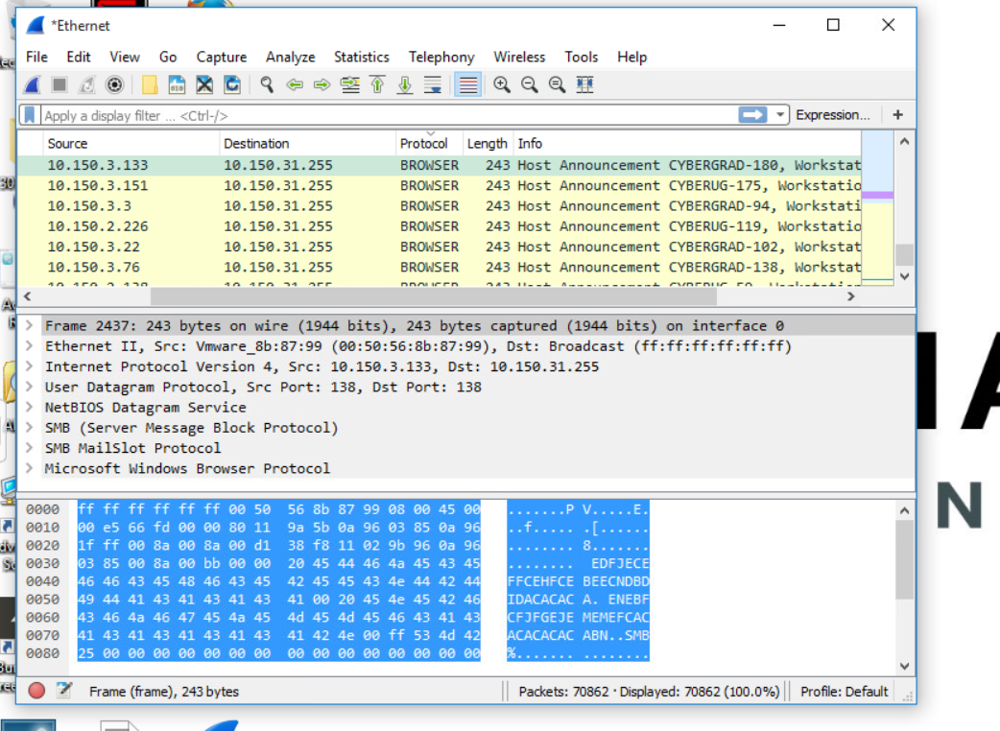 *Ethernet
File Edit View Go Capture Analyze Statistics Telephony Wireless Tools Help
Apply a display filter ... <Ctrl-/> Expression... +
Source Destination Protocol Length Info
10.150.3.133 10.150.31.255 BROWSER 243 Host Announcement CYBERGRAD-180, Workstat
10.150.3.151 10.150.31.255 BROWSER 243 Host Announcement CYBERUG-175, Workstatio
10.150.3.3 10.150.31.255 BROWSER 243 Host Announcement CYBERGRAD-94, Workstati
10.150.2.226 10.150.31.255 BROWSER 243 Host Announcement CYBERUG-119, Workstatio
10.150.3.22 10.150.31.255 BROWSER 243 Host Announcement CYBERGRAD-102, Workstat
10.150.3.76 10.150.31.255 BROWSER 243 Host Announcement CYBERGRAD-138, Workstat
Frame 2437: 243 bytes on wire (1944 bits), 243 bytes captured (1944 bits) on interface 0
Ethernet II, Src: Vmware_8b:87:99 (00:50:56:8b:87:99), Dst: Broadcast (ff:ff:ff:ff:ff:ff)
Internet Protocol Version 4, Src: 10.150.3.133, Dst: 10.150.31.255
User Datagram Protocol, Src Port: 138, Dst Port: 138
NetBIOS Datagram Service
SMB (Server Message Block Protocol)
SMB MailSlot Protocol
Microsoft Windows Browser Protocol
0000 ff ff ff ff ff ff 00 50 56 8b 87 99 08 00 45 00 .......P V.....E.
0010 00 e5 66 fd 00 00 80 11 9a 5b 0a 96 03 85 0a 96 ..f..... .[......
0020 1f ff 00 8a 00 8a 00 d1 38 f8 11 02 9b 96 0a 96 ........ 8.......
0030 03 85 00 8a 00 bb 00 00 20 45 44 46 4a 45 43 45 ........ EDFJECE
0040 46 46 43 45 48 46 43 45 42 45 45 43 4e 44 42 44 FFCEHFCE BEECNDBD
0050 49 44 41 43 41 43 41 43 41 00 20 45 4e 45 42 46 IDACACAC A. ENEBF
0060 43 46 4a 46 47 45 4a 45 4d 45 4d 45 46 43 41 43 CFJFGEJE MEMEFCAC
0070 41 43 41 43 41 43 41 43 41 42 4e 00 ff 53 4d 42 ACACACAC ABN..SMB
0080 25 00 00 00 00 00 00 00 00 00 00 00 00 00 00 00 %....... ........
Frame (frame), 243 bytes Packets: 70862 · Displayed: 70862 (100.0%) Profile: Default
N